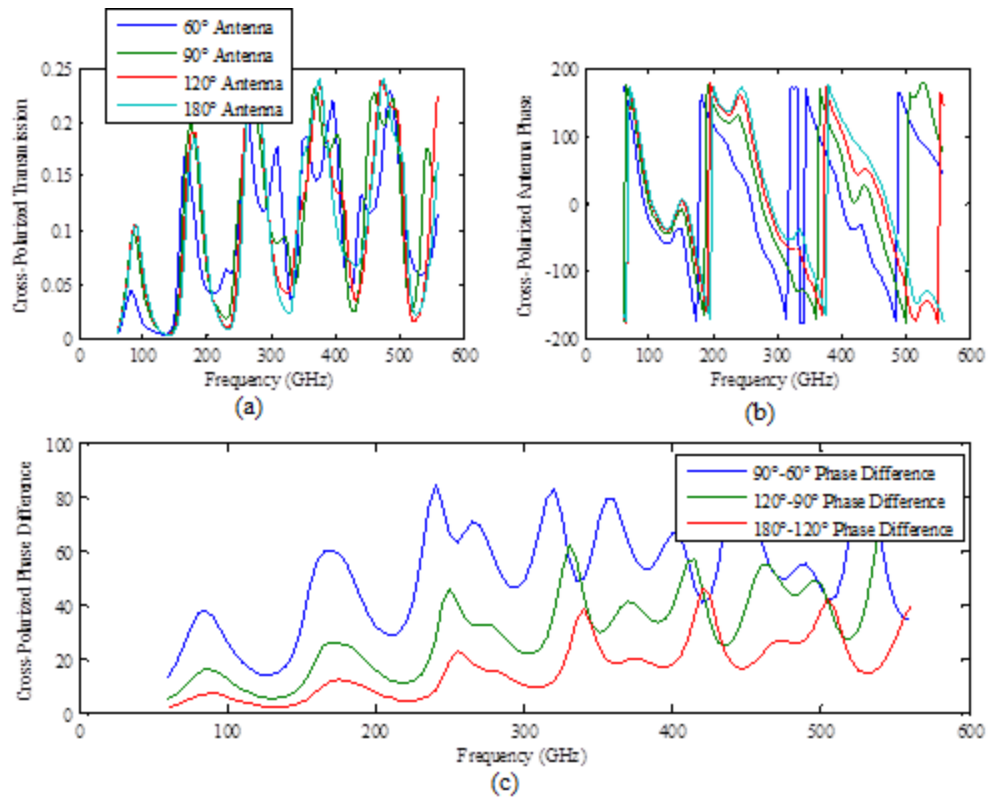 60° Antenna
90° Antenna
120° Antenna
180° Antenna
Cross-Polarized Transmission
0.25
0.2
0.15
0.1
0.05
0
0 100 200 300 400 500 600
Frequency (GHz)
(a)
Cross-Polarized Antenna Phase
200
100
0
-100
-200
0 100 200 300 400 500 600
Frequency (GHz)
(b)
Cross-Polarized Phase Difference
100
80
60
40
20
0
90°-60° Phase Difference
120°-90° Phase Difference
180°-120° Phase Difference
0 100 200 300 400 500 600
Frequency (GHz)
(c)